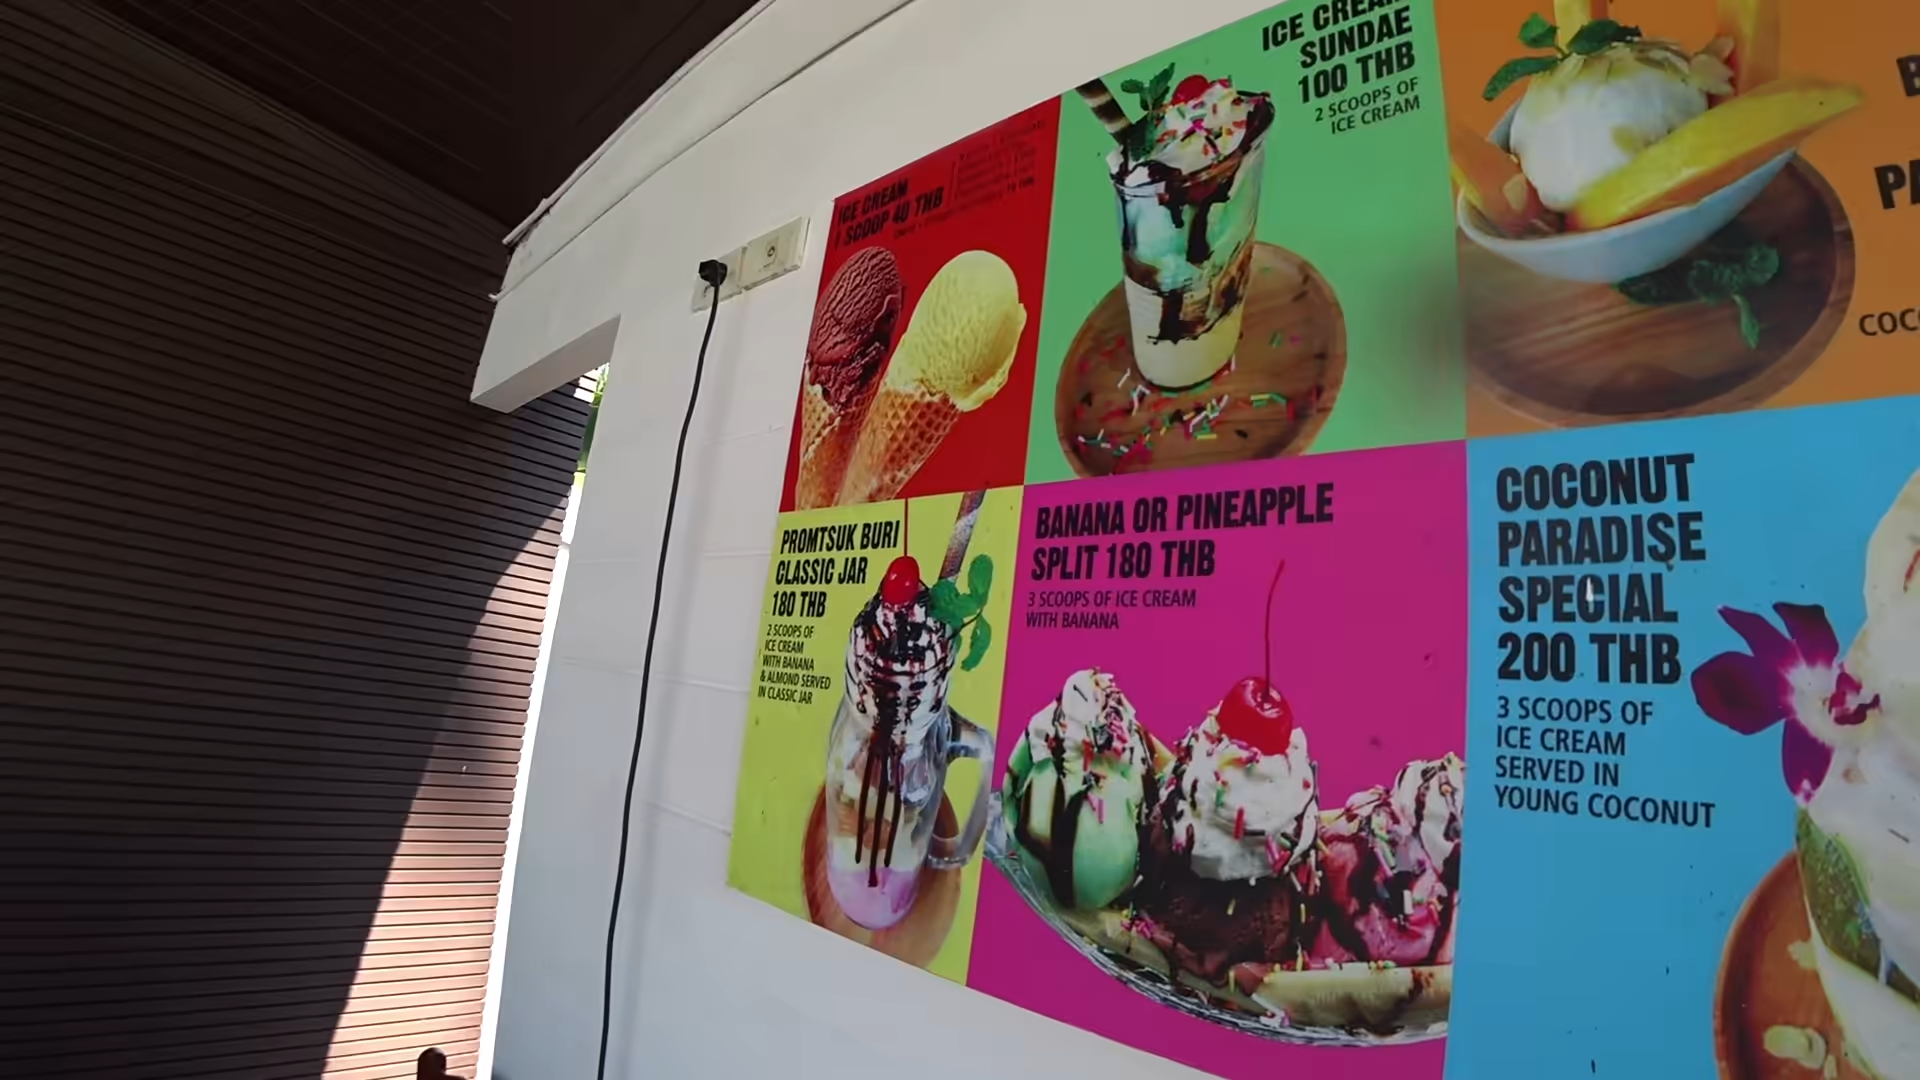 ICE CREAM
1 SCOOP 40 THB
ICE CREAM
SUNDAE
100 THB
2 SCOOPS OF
ICE CREAM
PROMTSUK BURI
CLASSIC JAR
180 THB
2 SCOOPS OF
ICE CREAM
WITH BANANA
& ALMOND SERVED
IN CLASSIC JAR
BANANA OR PINEAPPLE
SPLIT 180 THB
3 SCOOPS OF ICE CREAM
WITH BANANA
COCONUT
PARADISE
SPECIAL
200 THB
3 SCOOPS OF
ICE CREAM
SERVED IN
YOUNG COCONUT